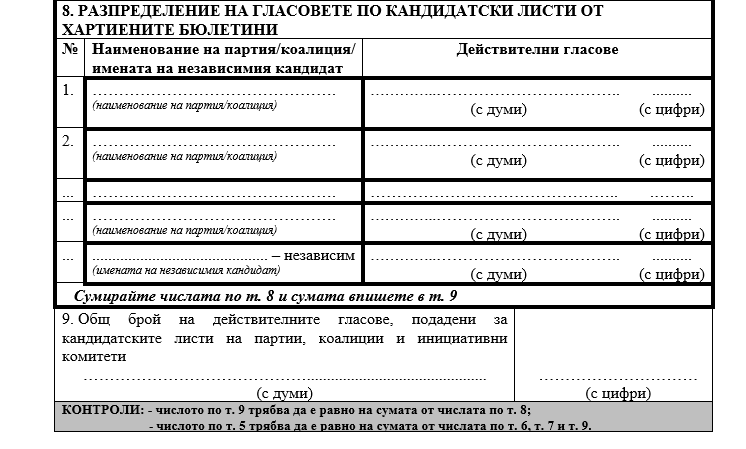 8. РАЗПРЕДЕЛЕНИЕ НА ГЛАСОВЕТЕ ПО КАНДИДАТСКИ ЛИСТИ ОТ
ХАРТИЕНИТЕ БЮЛЕТИНИ
№ Наименование на партия/коалиция/ Действителни гласове
имената на независимия кандидат
1. ………………………………………… ………………………………………… ..........
(наименование на партия/коалиция) (с думи) (с цифри)
2. ………………………………………… ………………………………………… ..........
(наименование на партия/коалиция) (с думи) (с цифри)
... ………………………………………… ………………………………………… ……….
... ………………………………………… ………………………………………… ..........
(наименование на партия/коалиция) (с думи) (с цифри)
... ............................................. – независим ………………………………………… ..........
(имената на независимия кандидат) (с думи) (с цифри)
Сумирайте числата по т. 8 и сумата впишете в т. 9
9. Общ брой на действителните гласове, подадени за
кандидатските листи на партии, коалиции и инициативни
комитети
………………………………………………………………… ……………………………
(с думи) (с цифри)
КОНТРОЛИ: - числото по т. 9 трябва да е равно на сумата от числата по т. 8;
- числото по т. 5 трябва да е равно на сумата от числата по т. 6, т. 7 и т. 9.